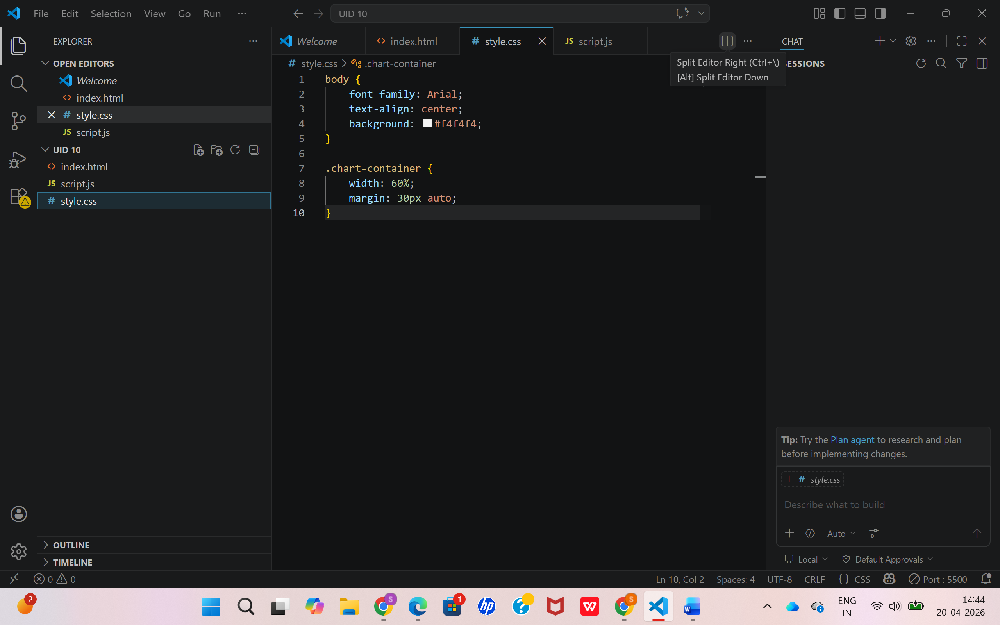 File Edit Selection View Go Run ···
UID 10
EXPLORER
OPEN EDITORS
Welcome
index.html
style.css
JS script.js
UID 10
index.html
JS script.js
# style.css
OUTLINE
TIMELINE
Welcome
index.html
# style.css
JS script.js
# style.css > .chart-container
Split Editor Right (Ctrl+\)
[Alt] Split Editor Down
1 body {
2 font-family: Arial;
3 text-align: center;
4 background: #f4f4f4;
5 }
6
7 .chart-container {
8 width: 60%;
9 margin: 30px auto;
10 }
CHAT
ESSIONS
Tip: Try the Plan agent to research and plan
before implementing changes.
+ # style.css
Describe what to build
Auto
Local Default Approvals
0 0 Ln 10, Col 2 Spaces: 4 UTF-8 CRLF { } CSS Port : 5500
2
S
1
hp
?
W
S
W
ENG
IN
14:44
20-04-2026